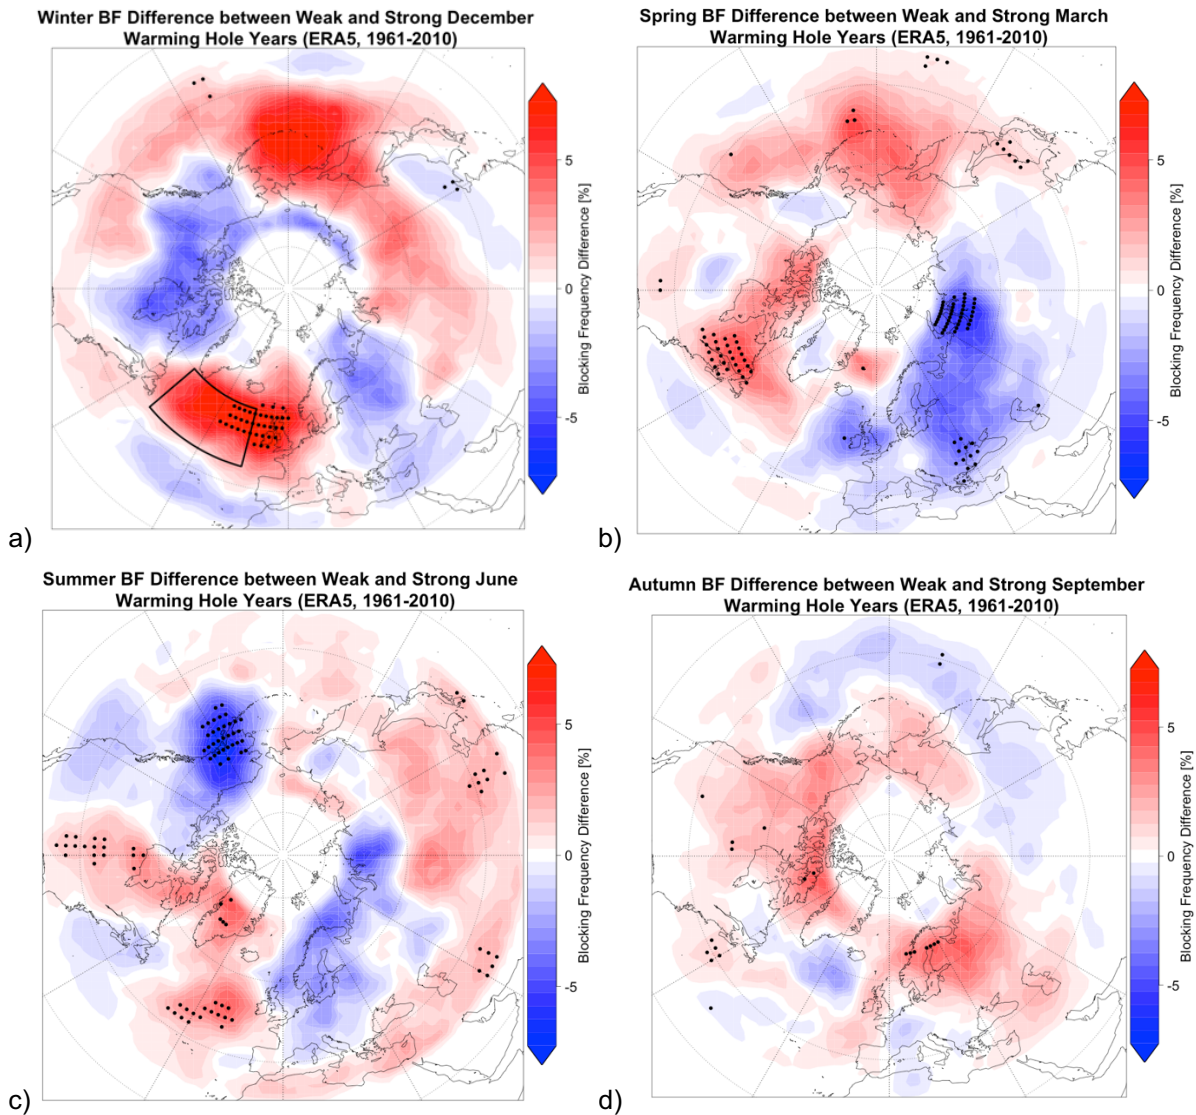 Winter BF Difference between Weak and Strong December
Warming Hole Years (ERA5, 1961-2010)
5
0
-5
Blocking Frequency Difference [%]
a)
Spring BF Difference between Weak and Strong March
Warming Hole Years (ERA5, 1961-2010)
5
0
-5
Blocking Frequency Difference [%]
b)
Summer BF Difference between Weak and Strong June
Warming Hole Years (ERA5, 1961-2010)
5
0
-5
Blocking Frequency Difference [%]
c)
Autumn BF Difference between Weak and Strong September
Warming Hole Years (ERA5, 1961-2010)
5
0
-5
Blocking Frequency Difference [%]
d)